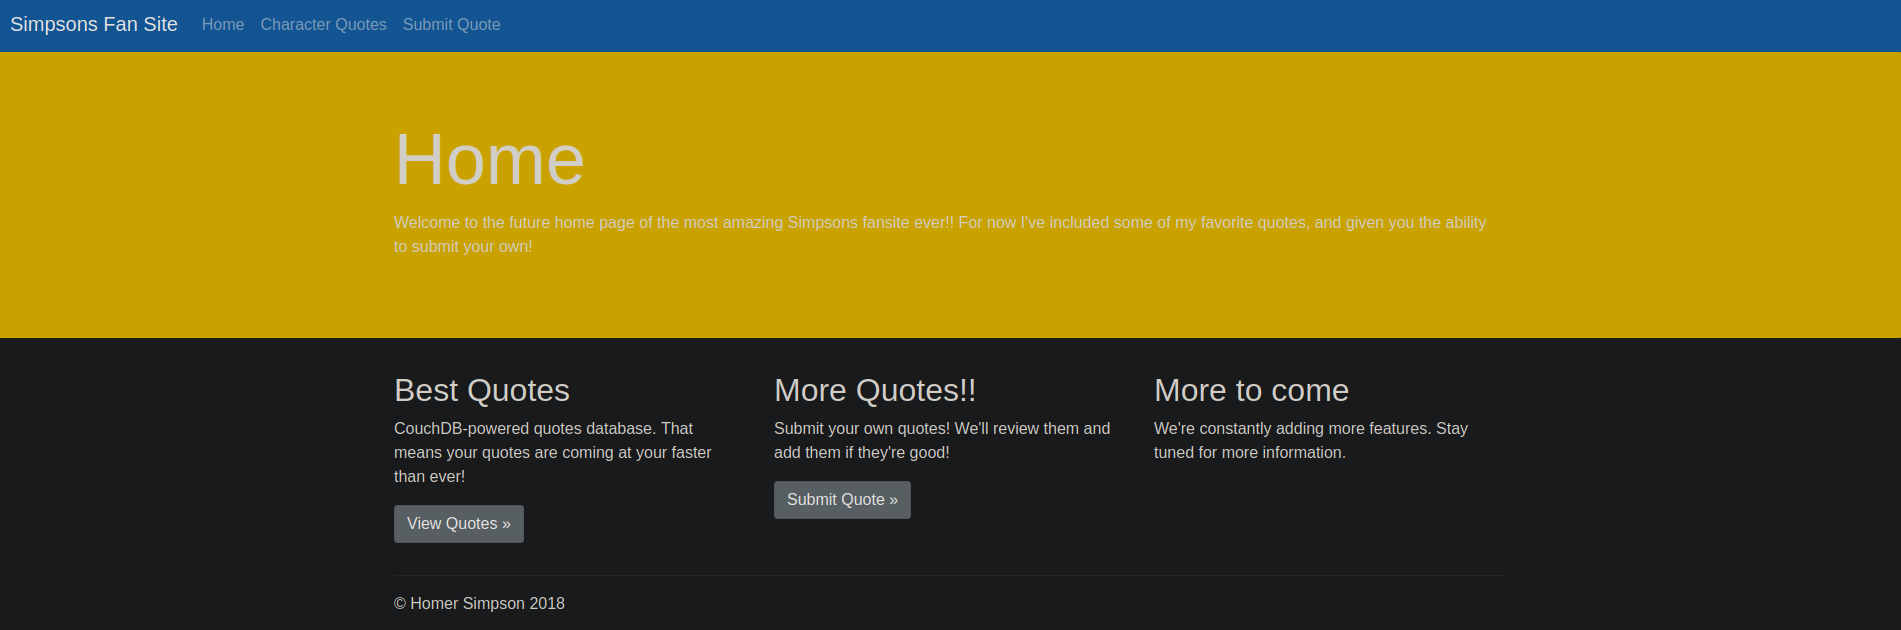 Simpsons Fan Site Home Character Quotes Submit Quote
Home
Welcome to the future home page of the most amazing Simpsons fansite ever!! For now I've included some of my favorite quotes, and given you the ability
to submit your own!
Best Quotes
CouchDB-powered quotes database. That
means your quotes are coming at your faster
than ever!
View Quotes »
More Quotes!!
Submit your own quotes! We'll review them and
add them if they're good!
Submit Quote »
More to come
We're constantly adding more features. Stay
tuned for more information.
© Homer Simpson 2018